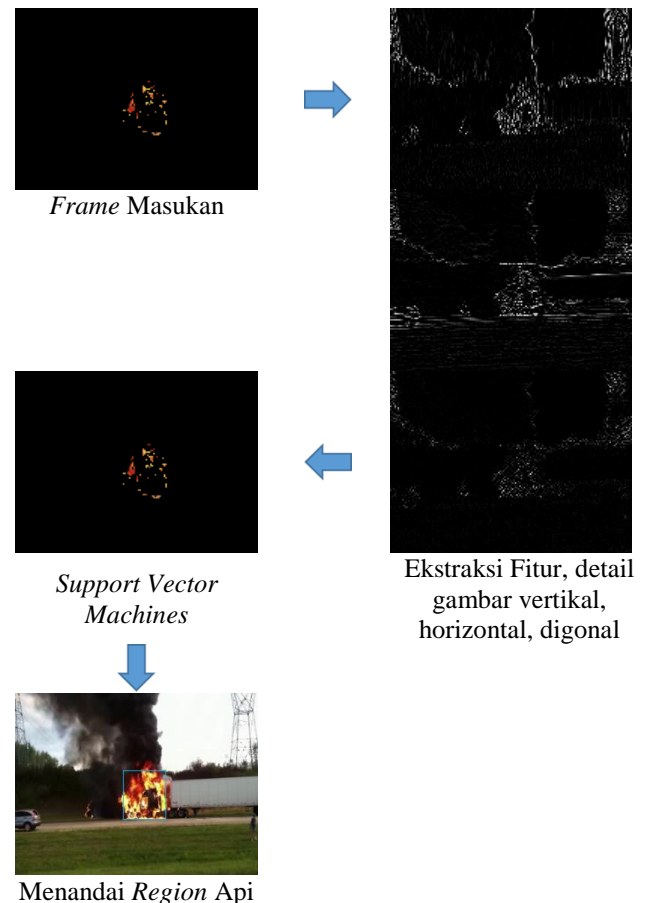 Frame Masukan
Ekstraksi Fitur, detail
gambar vertikal,
horizontal, digonal
Support Vector
Machines
Menandai Region Api